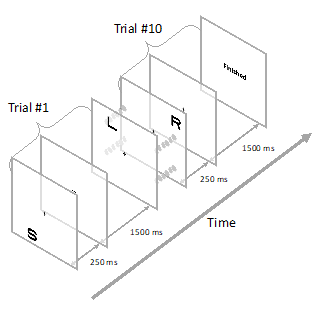 Trial #10
Finished
Trial #1
L
R
1500 ms
250 ms
S
1500 ms
250 ms
Time